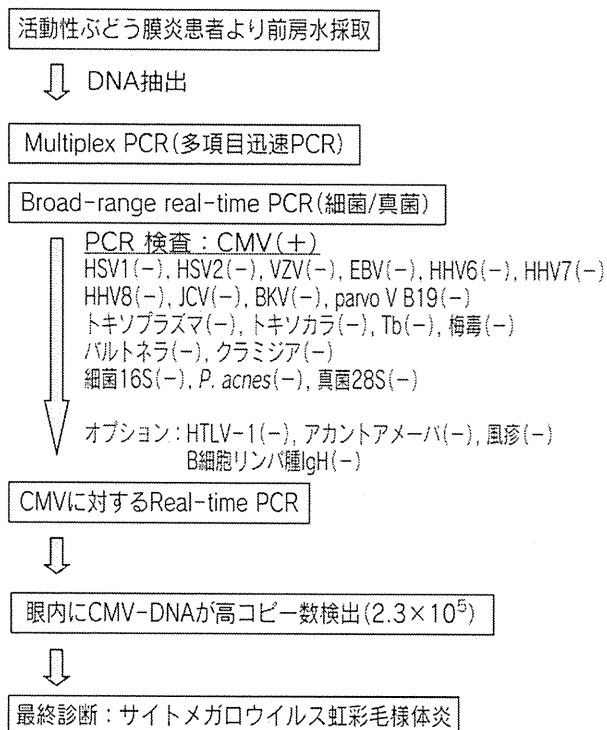 活動性ぶどう膜炎患者より前房水採取
DNA抽出
Multiplex PCR(多項目迅速PCR)
Broad-range real-time PCR(細菌/真菌)
PCR 検査：CMV(+)
HSV1(-), HSV2(-), VZV(-), EBV(-), HHV6(-), HHV7(-)
HHV8(-), JCV(-), BKV(-), parvo V B19(-)
トキソプラズマ(-), トキソカラ(-), Tb(-), 梅毒(-)
バルトネラ(-), クラミジア(-)
細菌16S(-), P. acnes(-), 真菌28S(-)
オプション：HTLV-1(-), アカントアメーバ(-), 風疹(-)
B細胞リンパ腫IgH(-)
CMVに対するReal-time PCR
眼内にCMV-DNAが高コピー数検出(2.3×10⁵)
最終診断：サイトメガロウイルス虹彩毛様体炎